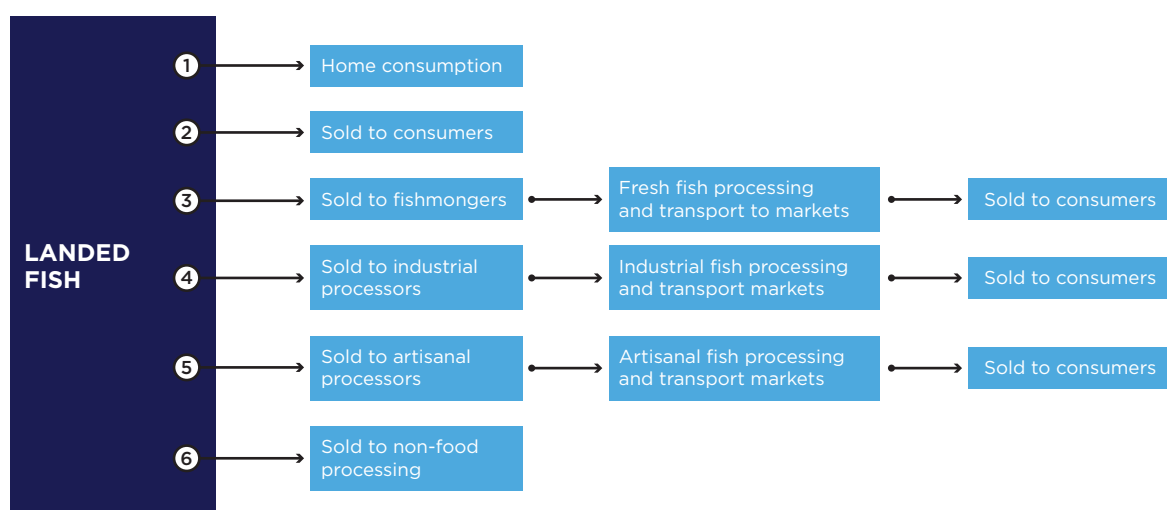 LANDED
FISH
1
Home consumption
2
Sold to consumers
3
Sold to fishmongers
Fresh fish processing
and transport to markets
Sold to consumers
4
Sold to industrial
processors
Industrial fish processing
and transport markets
Sold to consumers
5
Sold to artisanal
processors
Artisanal fish processing
and transport markets
Sold to consumers
6
Sold to non-food
processing